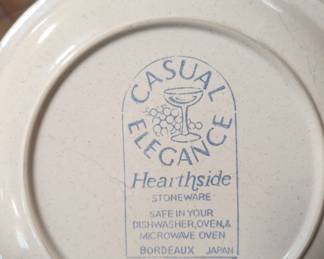 CASUAL
ELEGANCE
Hearthside
STONEWARE
SAFE IN YOUR
DISHWASHER, OVEN, &
MICROWAVE OVEN
BORDEAUX JAPAN